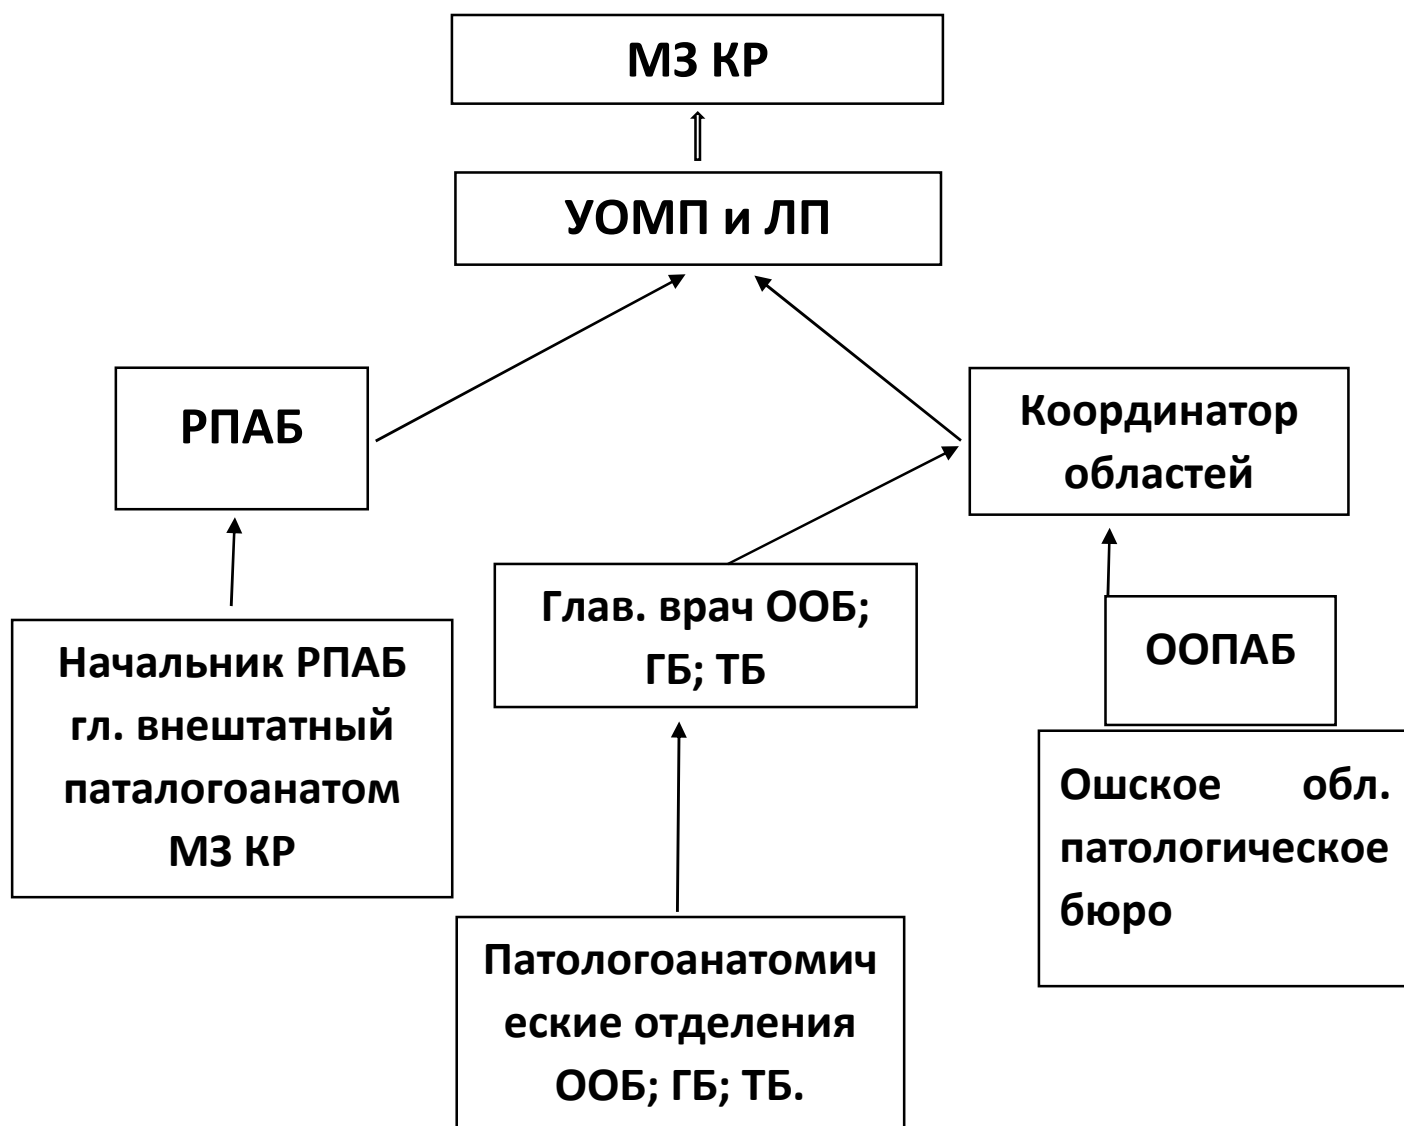 МЗ КР
УОМП и ЛП
РПАБ
Координатор
областей
Глав. врач ООБ;
ГБ; ТБ
ООПАБ
Начальник РПАБ
гл. внештатный
паталогоанатом
МЗ КР
Ошское обл.
патологическое
бюро
Патологоанатомич
еские отделения
ООБ; ГБ; ТБ.